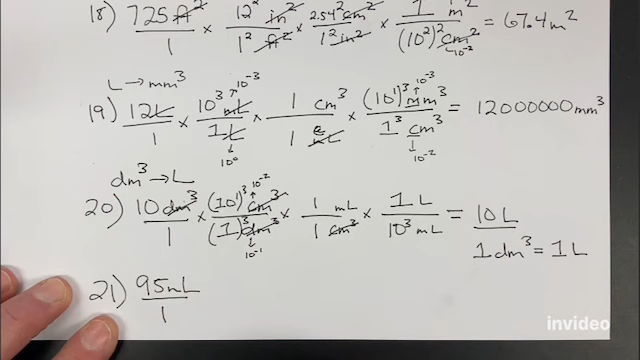 18) 725 ft²/1 × 12² in²/1² ft² × 2.54² cm²/1² in² × 1 m²/(10²)² cm² = 67.4 m²
10⁻²
L → mm³
19) 12 L/1 × 10³ mL/1 L × 1 cm³/1 mL × (10¹)³ mm³/1³ cm³ = 12000000 mm³
10⁻³ 10⁻³
10⁰ 10⁻²
dm³ → L
20) 10 dm³/1 × (10¹)³ cm³/(1)³ dm³ × 1 mL/1 cm³ × 1 L/10³ mL = 10 L
10⁻²
10⁻¹
1 dm³ = 1 L
21) 95 mL/1
invideo